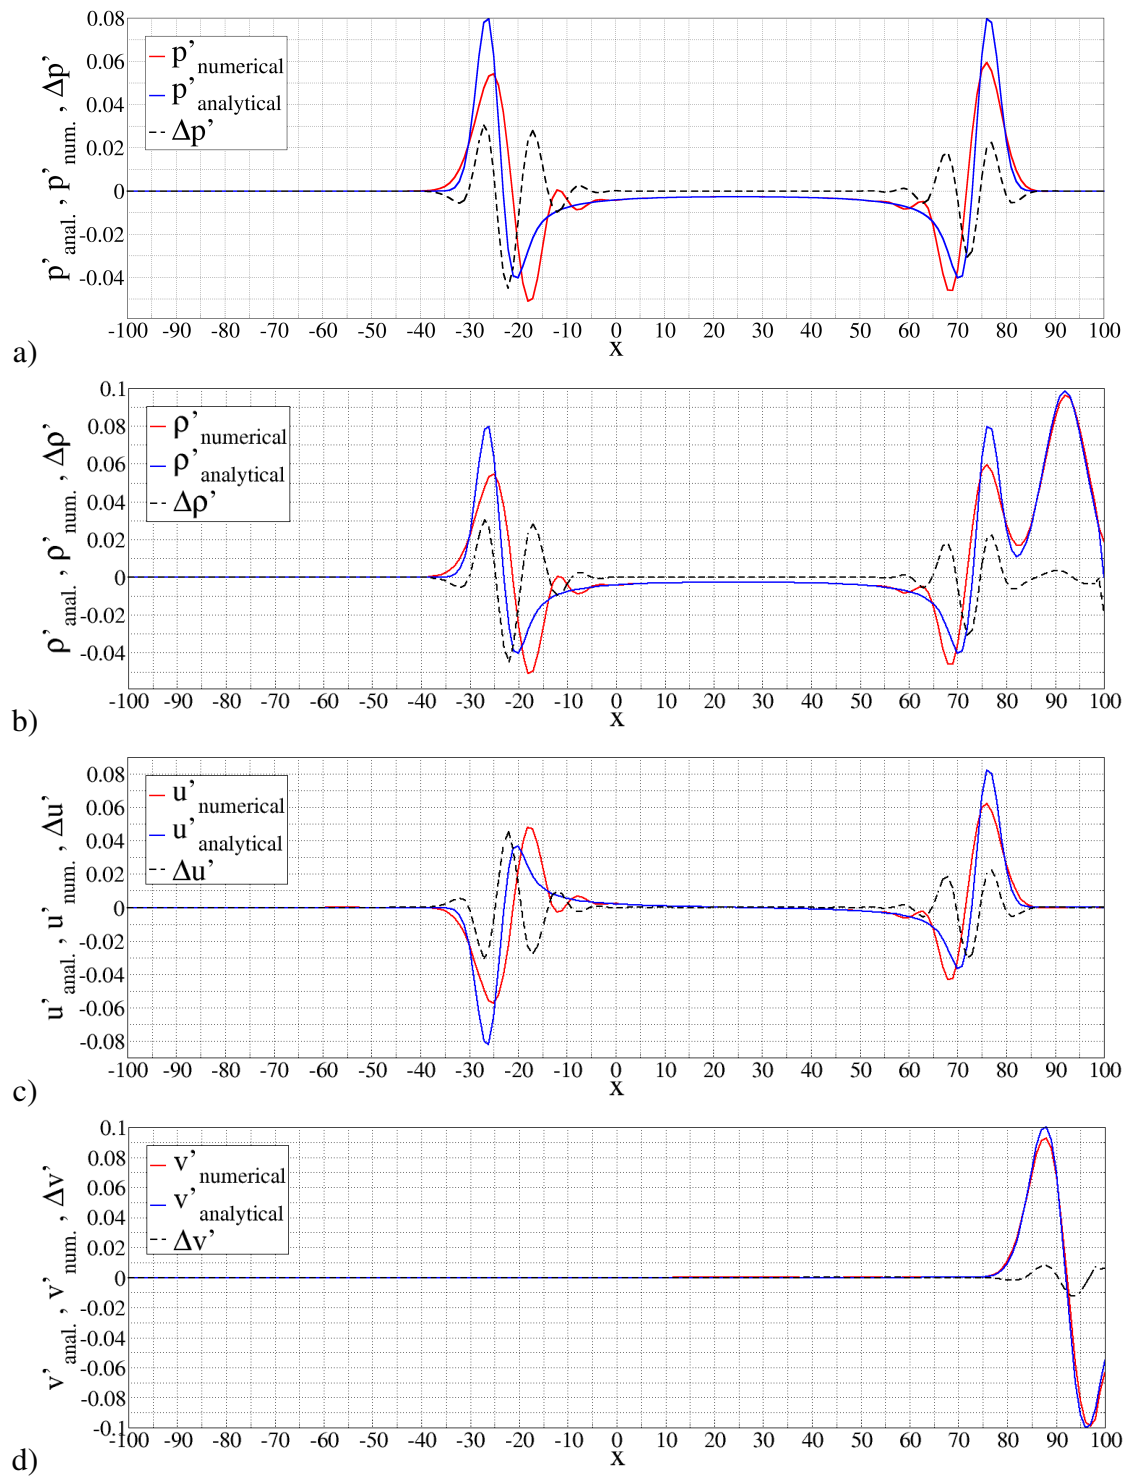 0.08
0.06
0.04
0.02
0
-0.02
-0.04
p'anal. , p'num. , Δp'
p'numerical
p'analytical
Δp'
-100 -90 -80 -70 -60 -50 -40 -30 -20 -10 0 10 20 30 40 50 60 70 80 90 100
x
a)
0.1
0.08
0.06
0.04
0.02
0
-0.02
-0.04
ρ'anal. , ρ'num. , Δρ'
ρ'numerical
ρ'analytical
Δρ'
-100 -90 -80 -70 -60 -50 -40 -30 -20 -10 0 10 20 30 40 50 60 70 80 90 100
x
b)
0.08
0.06
0.04
0.02
0
-0.02
-0.04
-0.06
-0.08
u'anal. , u'num. , Δu'
u'numerical
u'analytical
Δu'
-100 -90 -80 -70 -60 -50 -40 -30 -20 -10 0 10 20 30 40 50 60 70 80 90 100
x
c)
0.1
0.08
0.06
0.04
0.02
0
-0.02
-0.04
-0.06
-0.08
-0.1
v'anal. , v'num. , Δv'
v'numerical
v'analytical
Δv'
-100 -90 -80 -70 -60 -50 -40 -30 -20 -10 0 10 20 30 40 50 60 70 80 90 100
x
d)